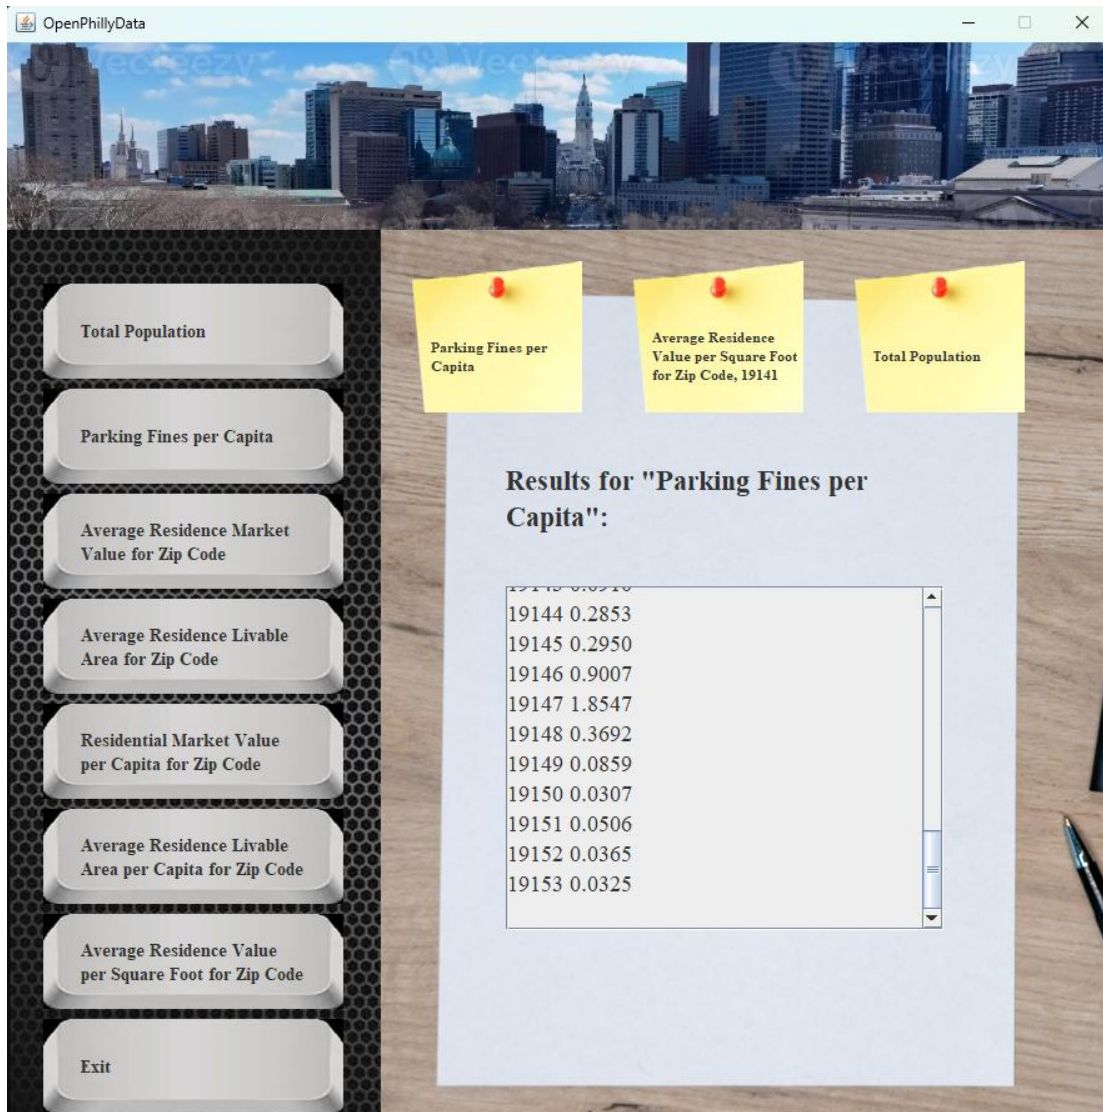 OpenPhillyData
Vecteezy
Total Population
Parking Fines per Capita
Average Residence Market
Value for Zip Code
Average Residence Livable
Area for Zip Code
Residential Market Value
per Capita for Zip Code
Average Residence Livable
Area per Capita for Zip Code
Average Residence Value
per Square Foot for Zip Code
Exit
Parking Fines per
Capita
Average Residence
Value per Square Foot
for Zip Code, 19141
Total Population
Results for "Parking Fines per
Capita":
19144 0.2853
19145 0.2950
19146 0.9007
19147 1.8547
19148 0.3692
19149 0.0859
19150 0.0307
19151 0.0506
19152 0.0365
19153 0.0325